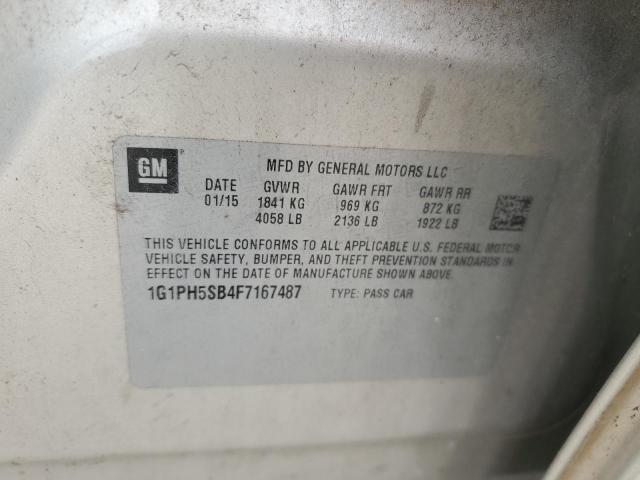 GM
MFD BY GENERAL MOTORS LLC
DATE GVWR GAWR FRT GAWR RR
01/15 1841 KG 969 KG 872 KG
4058 LB 2136 LB 1922 LB
THIS VEHICLE CONFORMS TO ALL APPLICABLE U.S. FEDERAL MOTOR
VEHICLE SAFETY, BUMPER, AND THEFT PREVENTION STANDARDS IN
EFFECT ON THE DATE OF MANUFACTURE SHOWN ABOVE.
1G1PH5SB4F7167487 TYPE: PASS CAR